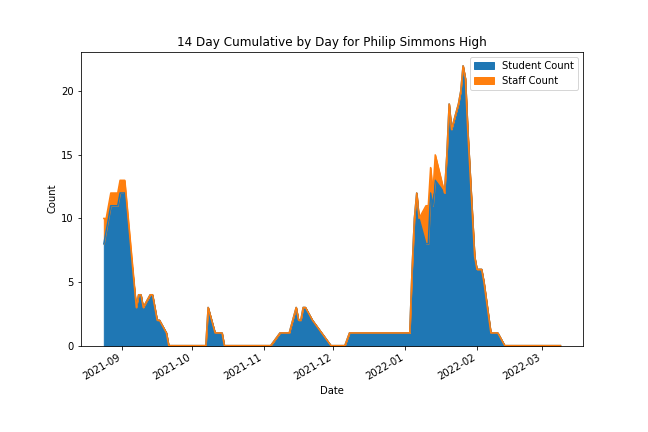 14 Day Cumulative by Day for Philip Simmons High
Student Count
Staff Count
20
15
10
5
0
Count
2021-09
2021-10
2021-11
2021-12
2022-01
2022-02
2022-03
Date